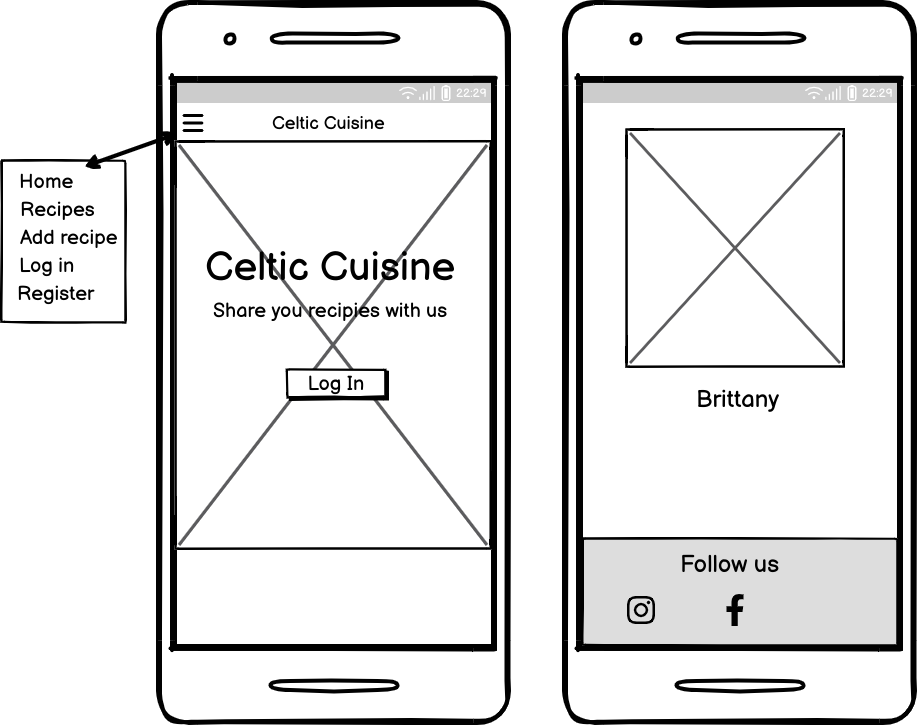 22:29
Celtic Cuisine
Home
Recipes
Add recipe
Log in
Register
Celtic Cuisine
Share you recipies with us
Log In
22:29
Brittany
Follow us